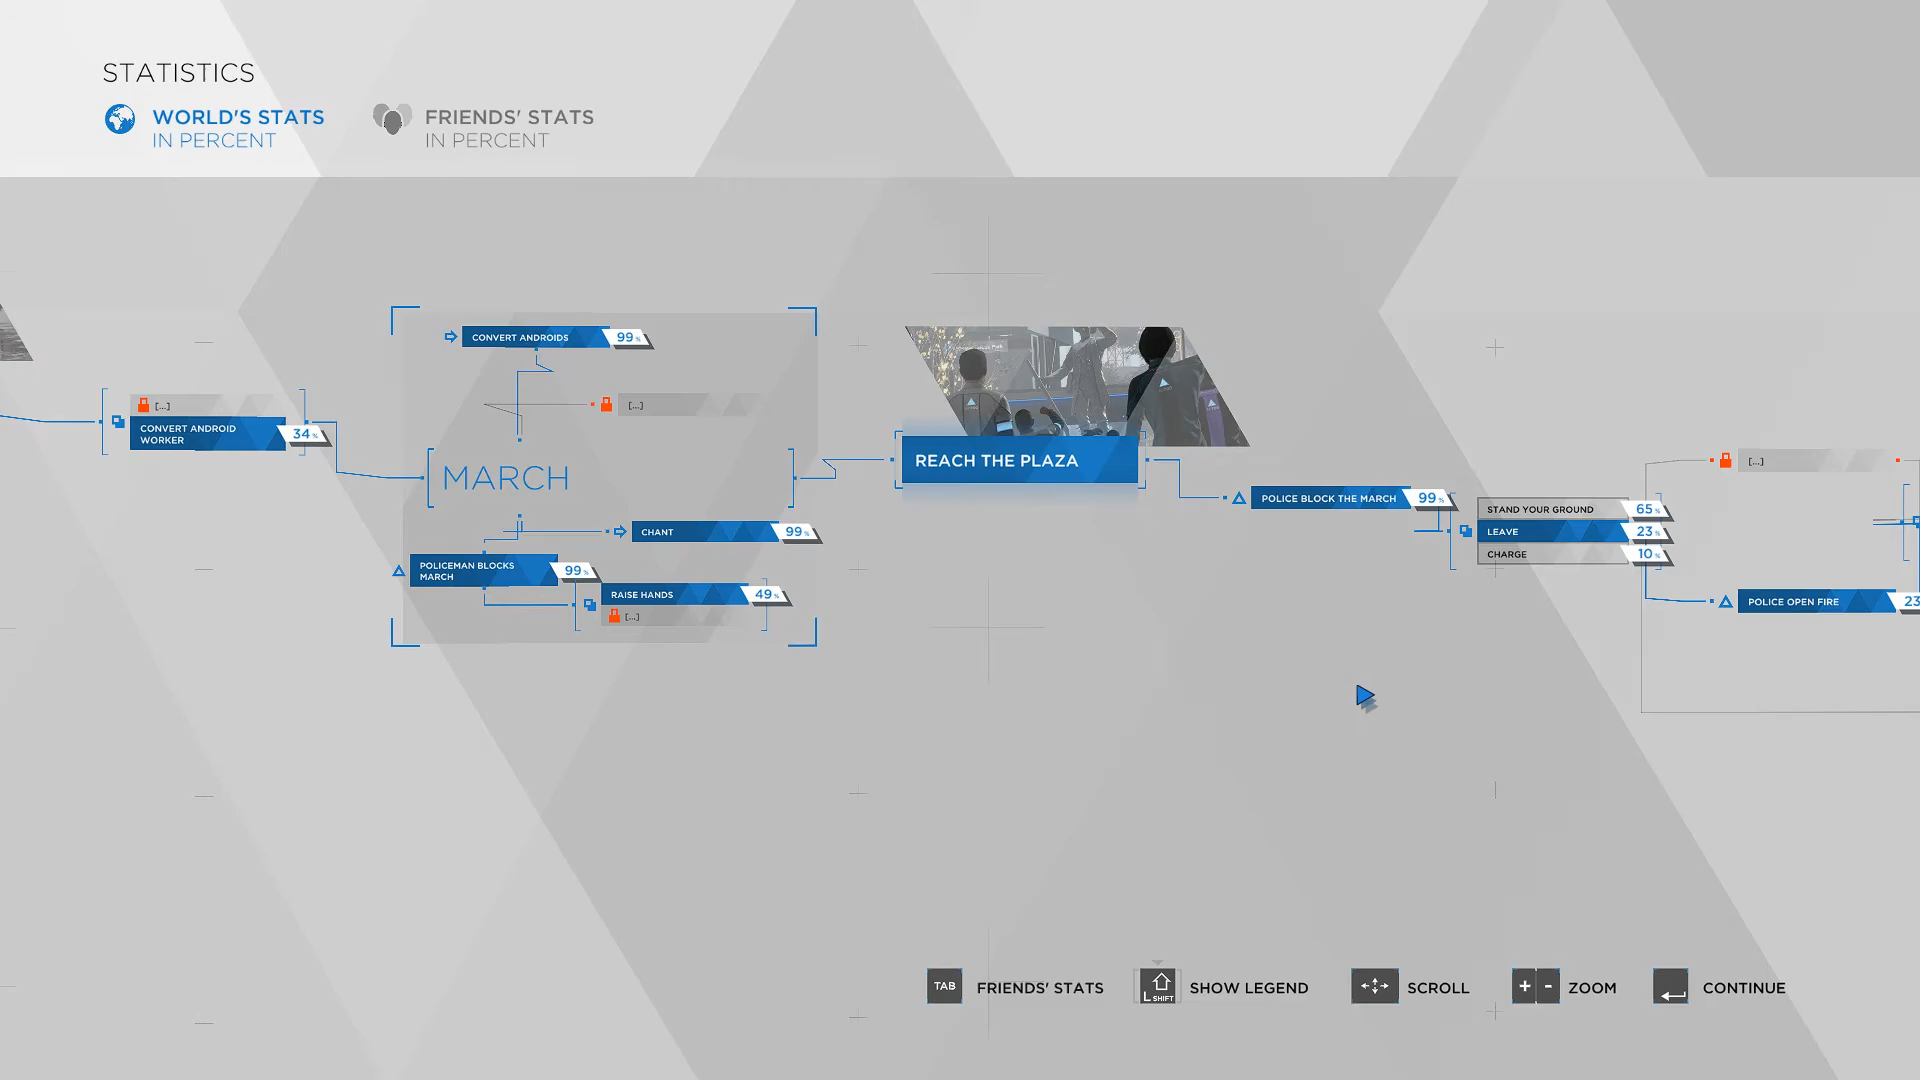 STATISTICS
WORLD'S STATS
IN PERCENT
FRIENDS' STATS
IN PERCENT
CONVERT ANDROIDS 99%
[...]
[...]
CONVERT ANDROID
WORKER
34%
MARCH
REACH THE PLAZA
CHANT 99%
POLICEMAN BLOCKS
MARCH
99%
RAISE HANDS 49%
[...]
POLICE BLOCK THE MARCH 99%
STAND YOUR GROUND 65%
LEAVE 23%
CHARGE 10%
[...]
POLICE OPEN FIRE 23
TAB FRIENDS' STATS
L SHIFT SHOW LEGEND
SCROLL
+ - ZOOM
CONTINUE